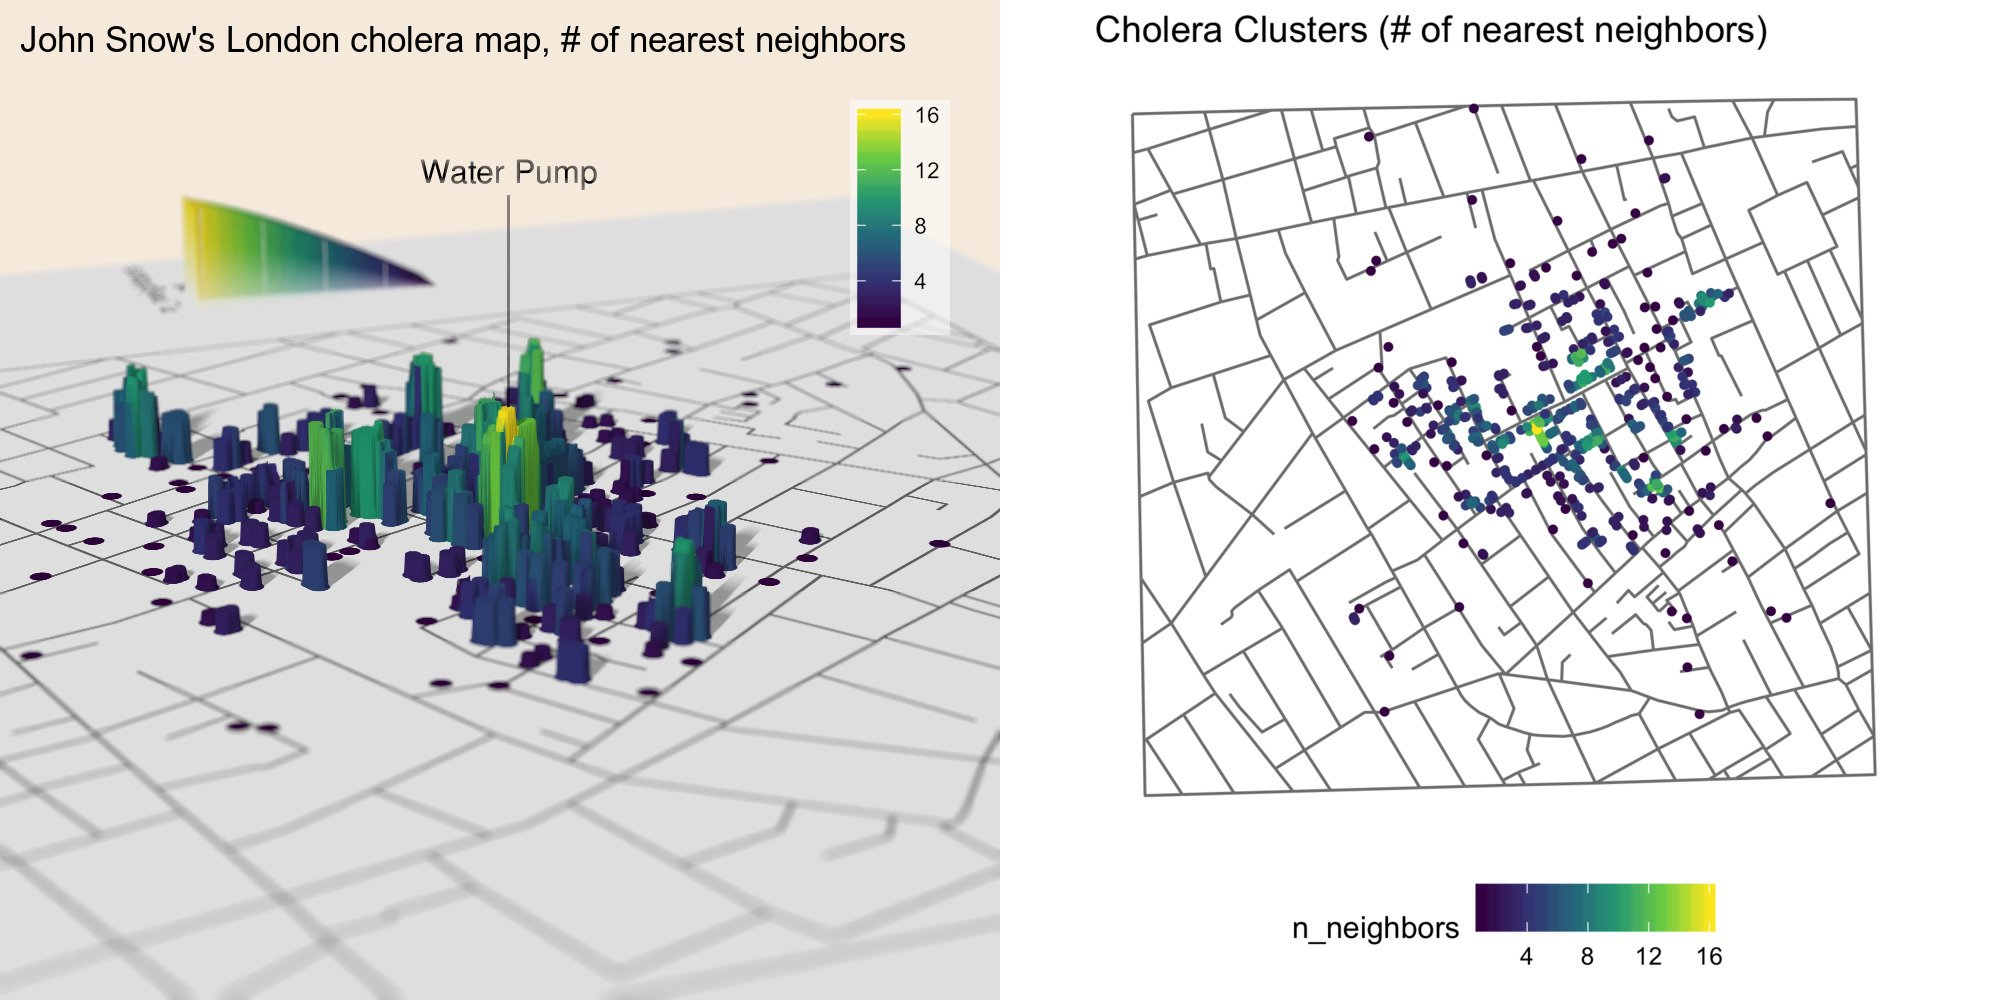 John Snow's London cholera map, # of nearest neighbors
16
12
8
4
Water Pump
Cholera Clusters (# of nearest neighbors)
n_neighbors
4 8 12 16